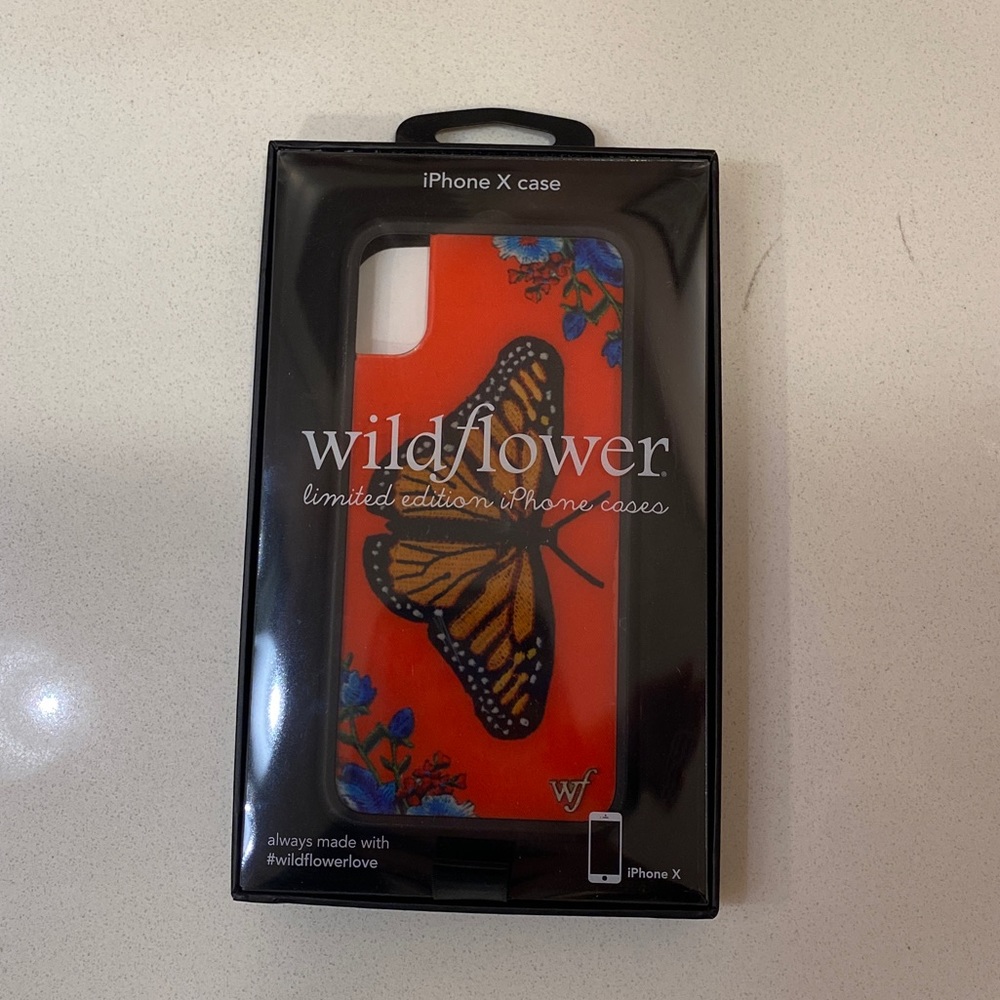 iPhone X case
wildflower
limited edition iPhone cases
wf
always made with
#wildflowerlove
iPhone X